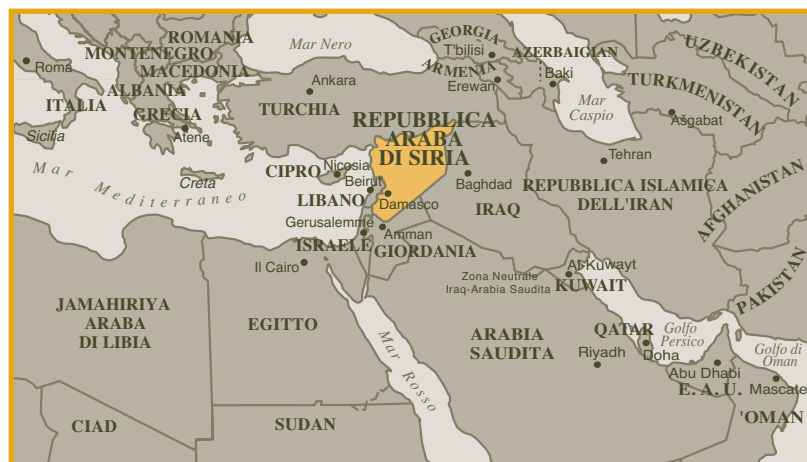 ROMANIA
MONTENEGRO
MACEDONIA
ALBANIA
Roma
ITALIA
GRECIA
Sicilia
Atene
Mar Nero
Ankara
TURCHIA
GEORGIA
T'bilisi
ARMENIA
Erewan
AZERBAIGIAN
Baki
Mar
Caspio
UZBEKISTAN
TURKMENISTAN
Ašgabat
REPUBBLICA
ARABA
DI SIRIA
Mar Mediterraneo
Creta
CIPRO
Nicosia
Beirut
LIBANO
Damasco
Gerusalemme
Amman
ISRAELE
GIORDANIA
Baghdad
IRAQ
Tehran
REPUBBLICA ISLAMICA
DELL'IRAN
AFGHANISTAN
PAKISTAN
Il Cairo
Zona Neutrale
Iraq-Arabia Saudita
Al-Kuwayt
KUWAIT
JAMAHIRIYA
ARABA
DI LIBIA
EGITTO
Mar Rosso
ARABIA
SAUDITA
Riyadh
QATAR
Doha
Golfo
Persico
Golfo di
Oman
Abu Dhabi
E. A. U.
Mascate
'OMAN
CIAD
SUDAN